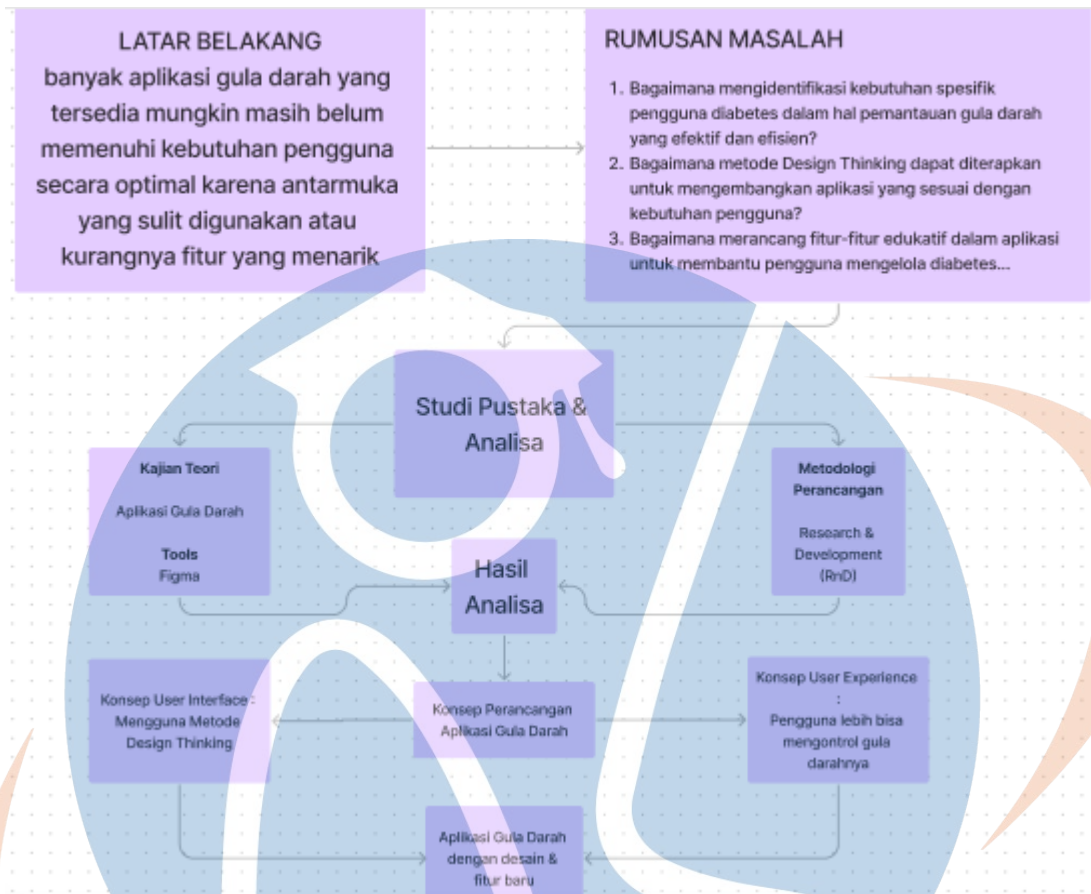 LATAR BELAKANG
banyak aplikasi gula darah yang
tersedia mungkin masih belum
memenuhi kebutuhan pengguna
secara optimal karena antarmuka
yang sulit digunakan atau
kurangnya fitur yang menarik
RUMUSAN MASALAH
1. Bagaimana mengidentifikasi kebutuhan spesifik
pengguna diabetes dalam hal pemantauan gula darah
yang efektif dan efisien?
2. Bagaimana metode Design Thinking dapat diterapkan
untuk mengembangkan aplikasi yang sesuai dengan
kebutuhan pengguna?
3. Bagaimana merancang fitur-fitur edukatif dalam aplikasi
untuk membantu pengguna mengelola diabetes...
Studi Pustaka &
Analisa
Kajian Teori
Aplikasi Gula Darah
Tools
Figma
Metodologi
Perancangan
Research &
Development
(RnD)
Hasil
Analisa
Konsep User Interface :
Mengguna Metode
Design Thinking
Konsep Perancangan
Aplikasi Gula Darah
Konsep User Experience
:
Pengguna lebih bisa
mengontrol gula
darahnya
Aplikasi Gula Darah
dengan desain &
fitur baru